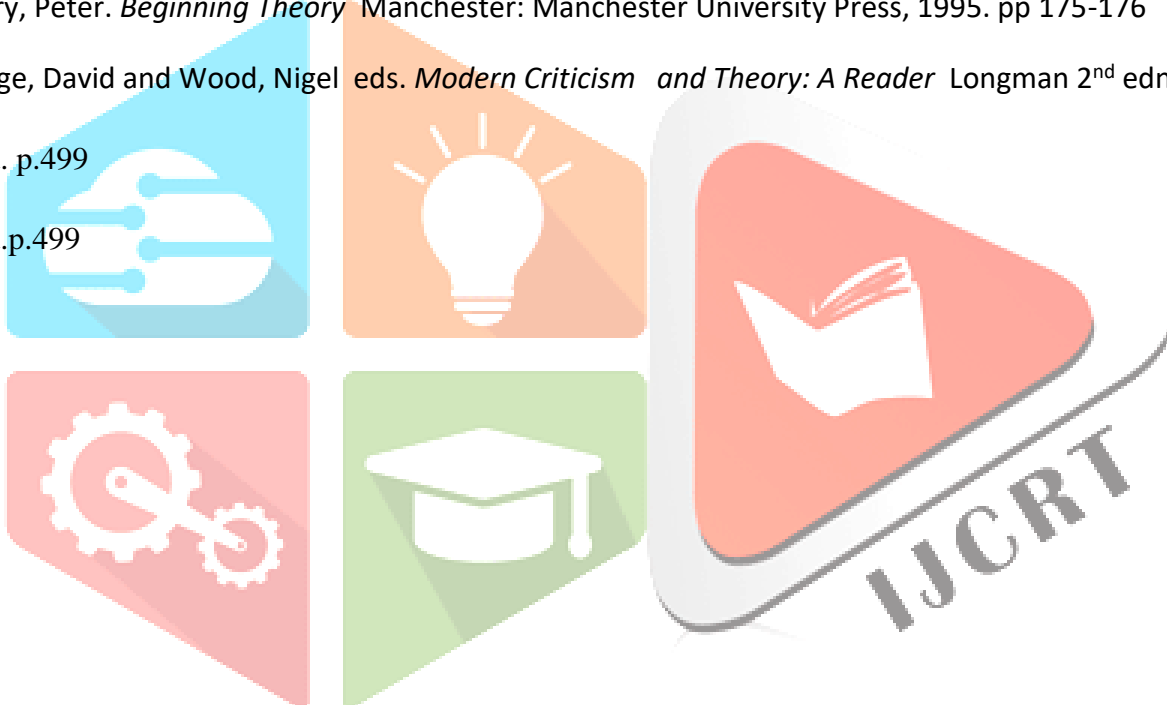 ry, Peter. Beginning Theory Manchester: Manchester University Press, 1995. pp 175-176
ge, David and Wood, Nigel eds. Modern Criticism and Theory: A Reader Longman 2nd edn
. p.499
.p.499
IJCRT